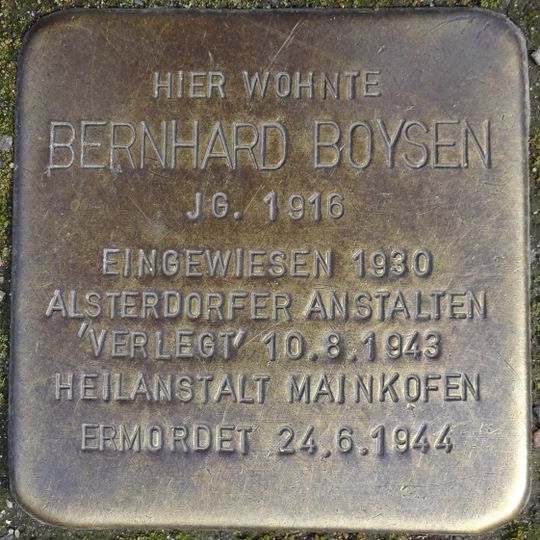 HIER WOHNTE
BERNHARD BOYSEN
JG. 1916
EINGEWIESEN 1930
ALSTERDORFER ANSTALTEN
'VERLEGT' 10.8.1943
HEILANSTALT MAINKOFEN
ERMORDET 24.6.1944